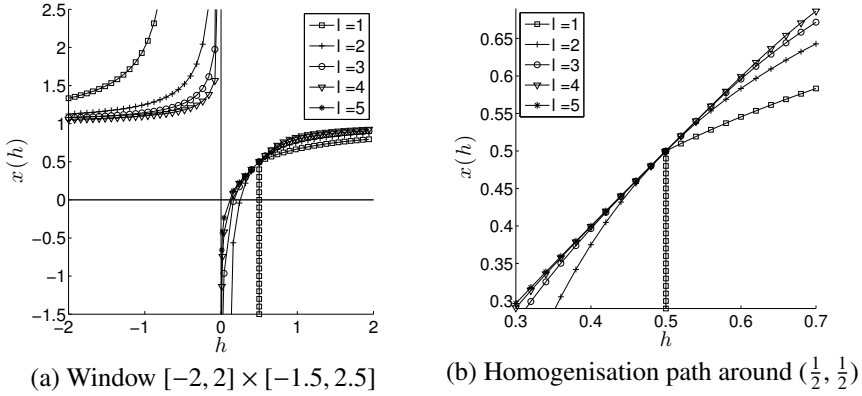 2.5
2
1.5
1
0.5
0
−0.5
−1
−1.5
−2
−1
0
1
2
x(h)
h
l =1
l =2
l =3
l =4
l =5
(a) Window [−2, 2] × [−1.5, 2.5]
0.65
0.6
0.55
0.5
0.45
0.4
0.35
0.3
0.3
0.4
0.5
0.6
0.7
x(h)
h
l =1
l =2
l =3
l =4
l =5
(b) Homogenisation path around (1/2, 1/2)